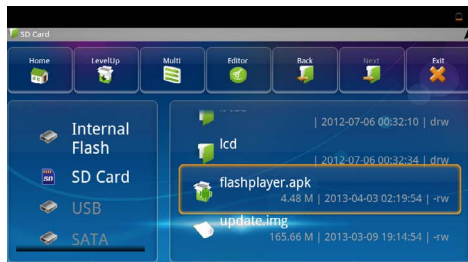 SD Card
Home LevelUp Multi Editor Back Next Exit
Internal
Flash
SD Card
USB
SATA
| 2012-07-06 00:32:10 | drw
lcd
| 2012-07-06 00:32:34 | drw
flashplayer.apk
4.48 M | 2013-04-03 02:19:54 | -rw
update.img
165.66 M | 2013-03-09 19:14:54 | -rw